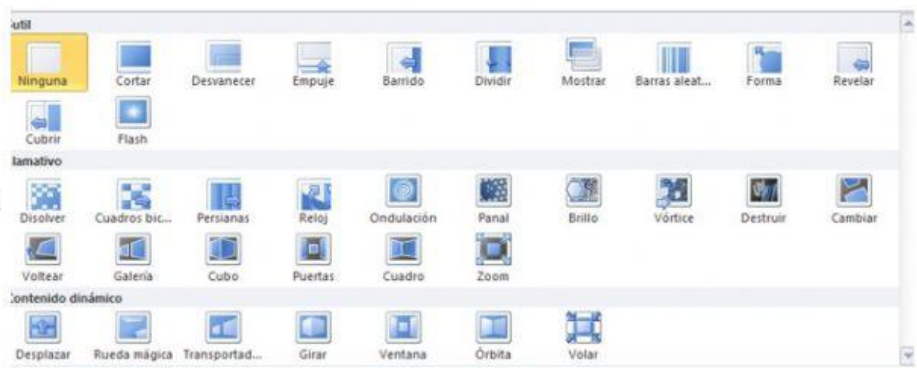 util
Ninguna Cortar Desvanecer Empuje Barrido Dividir Mostrar Barras aleat... Forma Revelar
Cubrir Flash
lamativo
Disolver Cuadros bic... Persianas Reloj Ondulación Panal Brillo Vórtice Destruir Cambiar
Voltear Galería Cubo Puertas Cuadro Zoom
Contenido dinámico
Desplazar Rueda mágica Transportad... Girar Ventana Órbita Volar